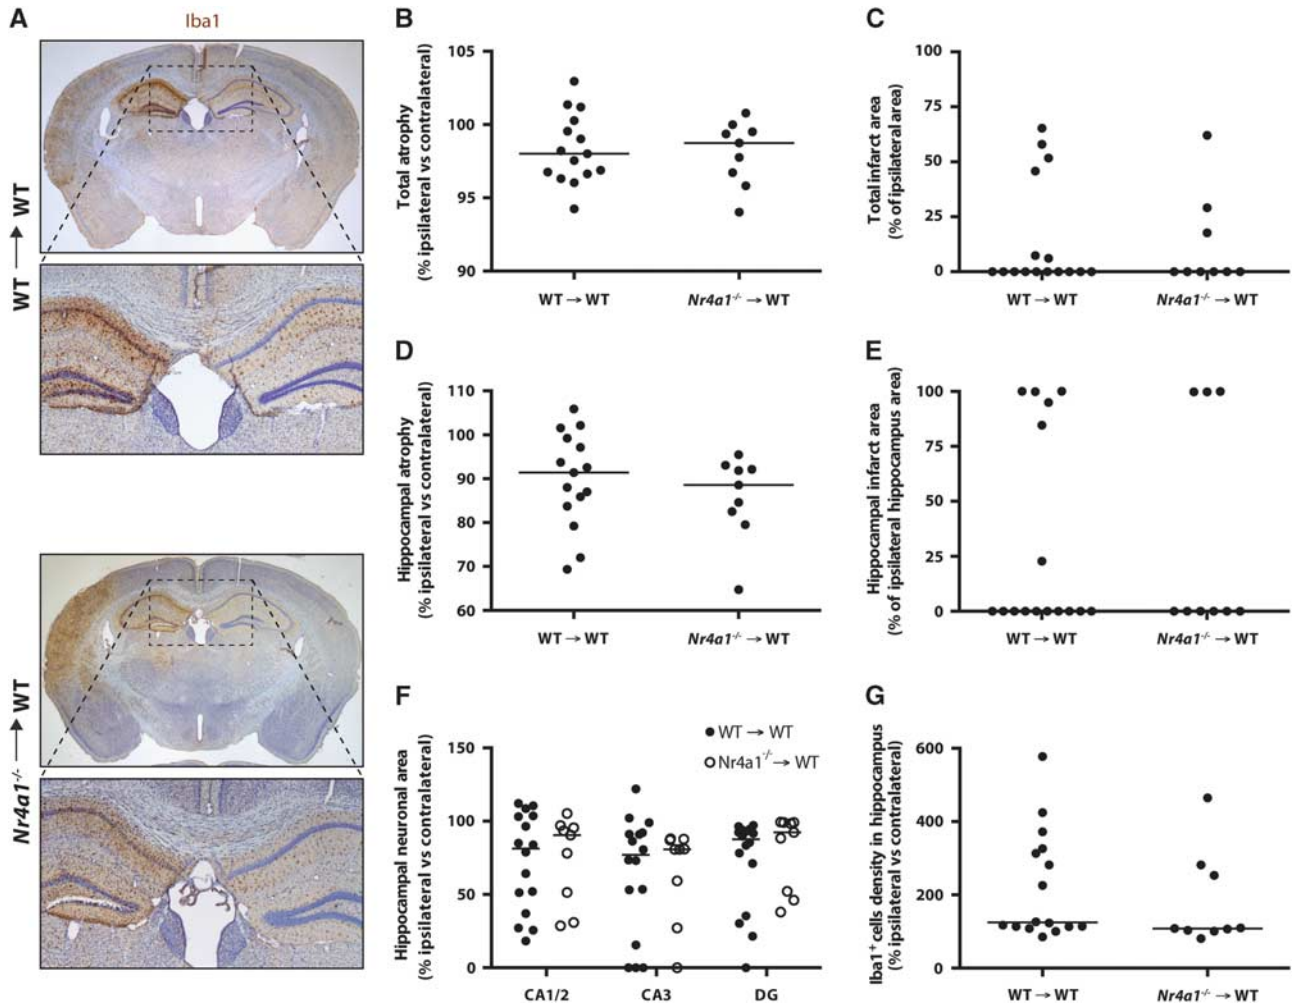 A
Iba1
WT → WT
Nr4a1-/- → WT
B
Total atrophy
(% ipsilateral vs contralateral)
105
100
95
90
WT → WT
Nr4a1-/- → WT
C
Total infarct area
(% of ipsilateral area)
100
75
50
25
0
WT → WT
Nr4a1-/- → WT
D
Hippocampal atrophy
(% ipsilateral vs contralateral)
110
100
90
80
70
60
WT → WT
Nr4a1-/- → WT
E
Hippocampal infarct area
(% of ipsilateral hippocampus area)
100
75
50
25
0
WT → WT
Nr4a1-/- → WT
F
Hippocampal neuronal area
(% ipsilateral vs contralateral)
WT → WT
Nr4a1-/- → WT
150
100
50
0
CA1/2
CA3
DG
G
Iba1+ cells density in hippocampus
(% ipsilateral vs contralateral)
600
400
200
0
WT → WT
Nr4a1-/- → WT